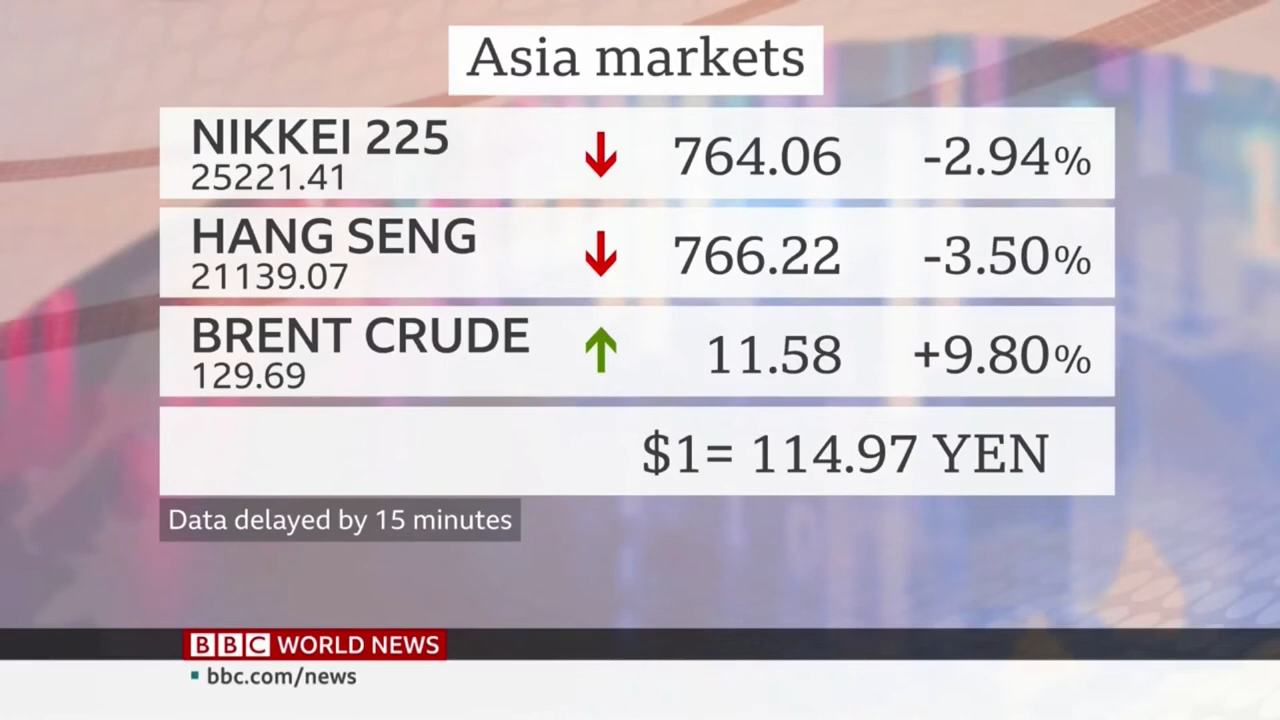 Asia markets
NIKKEI 225
25221.41
764.06
-2.94%
HANG SENG
21139.07
766.22
-3.50%
BRENT CRUDE
129.69
11.58
+9.80%
$1= 114.97 YEN
Data delayed by 15 minutes
BBC WORLD NEWS
bbc.com/news